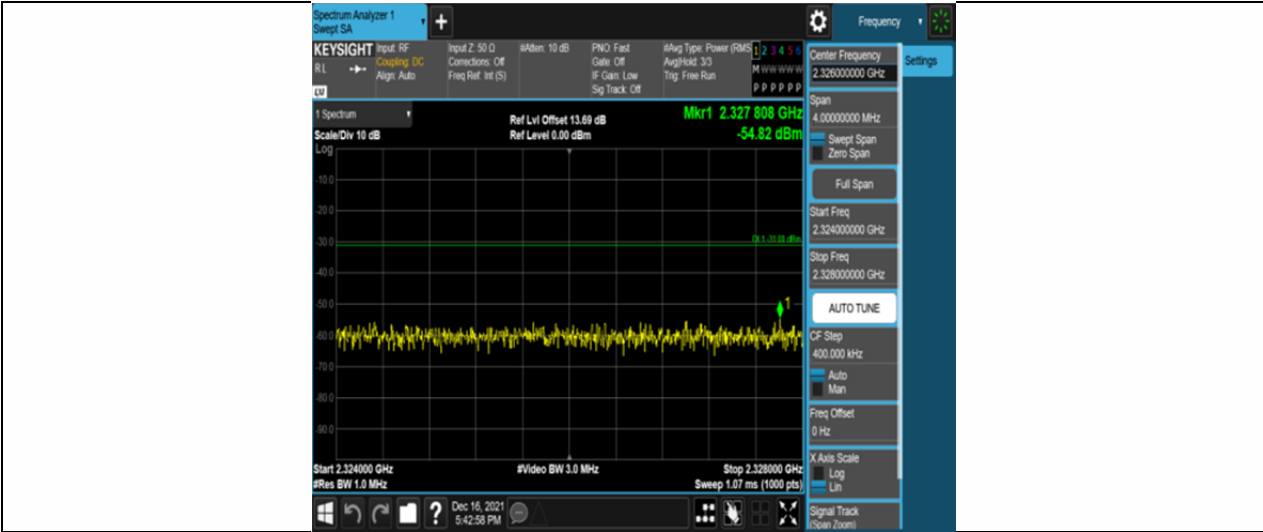 Spectrum Analyzer 1
Swept SA
+
Frequency
KEYSIGHT
RL
LV
Input: RF
Coupling: DC
Align: Auto
Input Z: 50 Ω
Corrections: Off
Freq Ref: Int (S)
#Atten: 10 dB
PNO: Fast
Gate: Off
IF Gain: Low
Sig Track: Off
#Avg Type: Power (RMS
Avg|Hold: 3/3
Trig: Free Run
1 2 3 4 5 6
M W W W W W
P P P P P P
Center Frequency
2.326000000 GHz
Settings
Span
4.00000000 MHz
Swept Span
Zero Span
Full Span
Start Freq
2.324000000 GHz
Stop Freq
2.328000000 GHz
AUTO TUNE
CF Step
400.000 kHz
Auto
Man
Freq Offset
0 Hz
X Axis Scale
Log
Lin
Signal Track
(Span Zoom)
1 Spectrum
Scale/Div 10 dB
Log
Ref Lvl Offset 13.69 dB
Ref Level 0.00 dBm
Mkr1 2.327 808 GHz
-54.82 dBm
-10.0
-20.0
-30.0
DL1 -31.00 dBm
-40.0
-50.0
1
-60.0
-70.0
-80.0
-90.0
Start 2.324000 GHz
#Res BW 1.0 MHz
#Video BW 3.0 MHz
Stop 2.328000 GHz
Sweep 1.07 ms (1000 pts)
?
Dec 16, 2021
5:42:58 PM